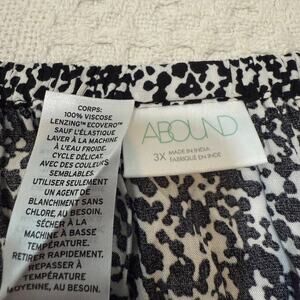 CORPS:
100% VISCOSE
LENZING™ ECOVERO™
SAUF L'ÉLASTIQUE
LAVER À LA MACHINE
À L'EAU FROIDE.
CYCLE DÉLICAT.
AVEC DES COULEURS
SEMBLABLES.
UTILISER SEULEMENT
UN AGENT DE
BLANCHIMENT SANS
CHLORE, AU BESOIN.
SÉCHER À LA
MACHINE À BASSE
TEMPÉRATURE.
RETIRER RAPIDEMENT.
REPASSER À
TEMPÉRATURE
MOYENNE, AU BESOIN.
ABOUND
3X
MADE IN INDIA
FABRIQUÉ EN INDE